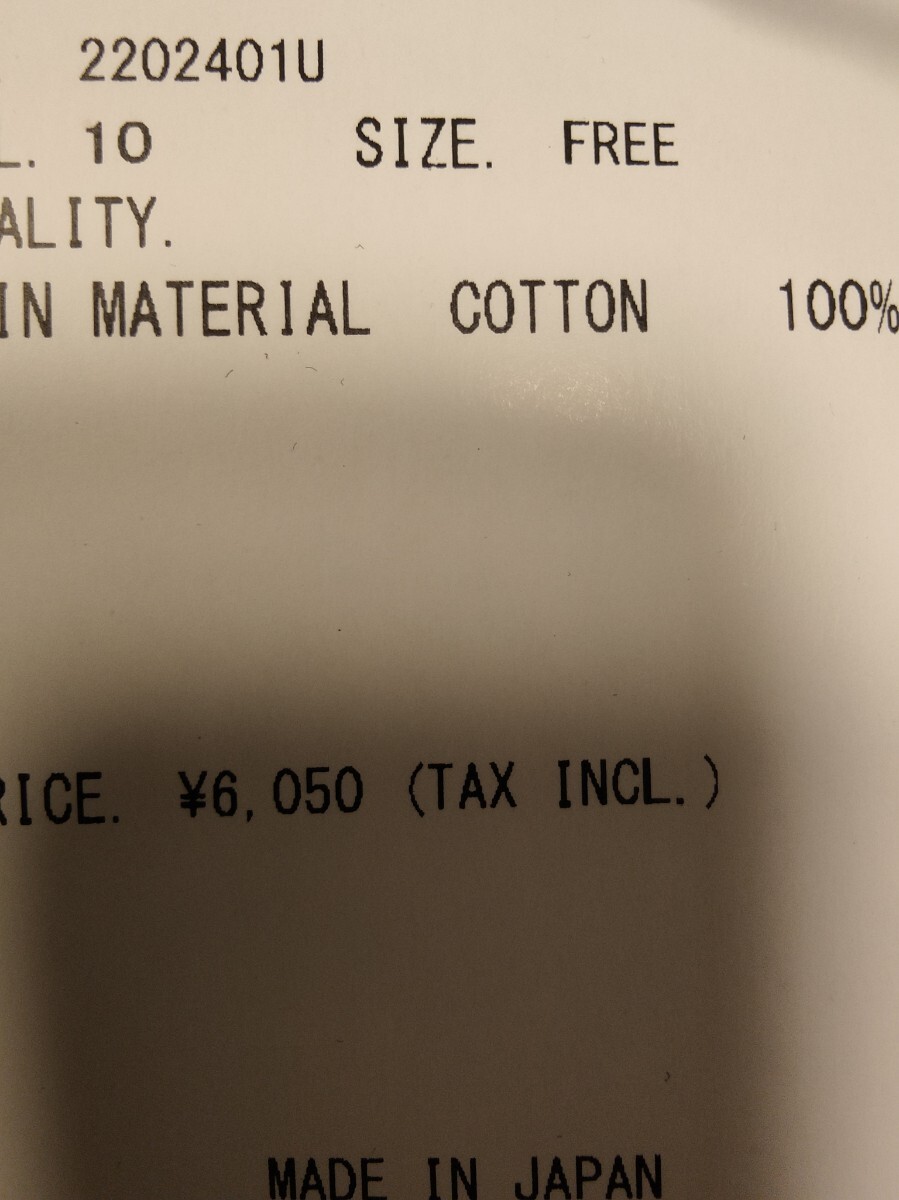 2202401U
L. 10 SIZE. FREE
ALITY.
IN MATERIAL COTTON 100%
RICE. ¥6,050 (TAX INCL.)
MADE IN JAPAN